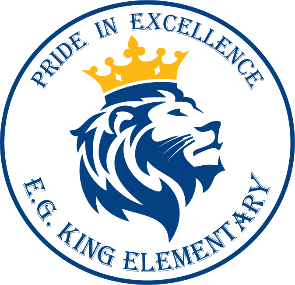 PRIDE IN EXCELLENCE
E.G. KING ELEMENTARY